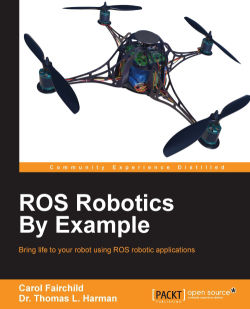 Community Experience Distilled
ROS Robotics
By Example
Bring life to your robot using ROS robotic applications
Carol Fairchild
Dr. Thomas L. Harman
PACKT
PUBLISHING
open source